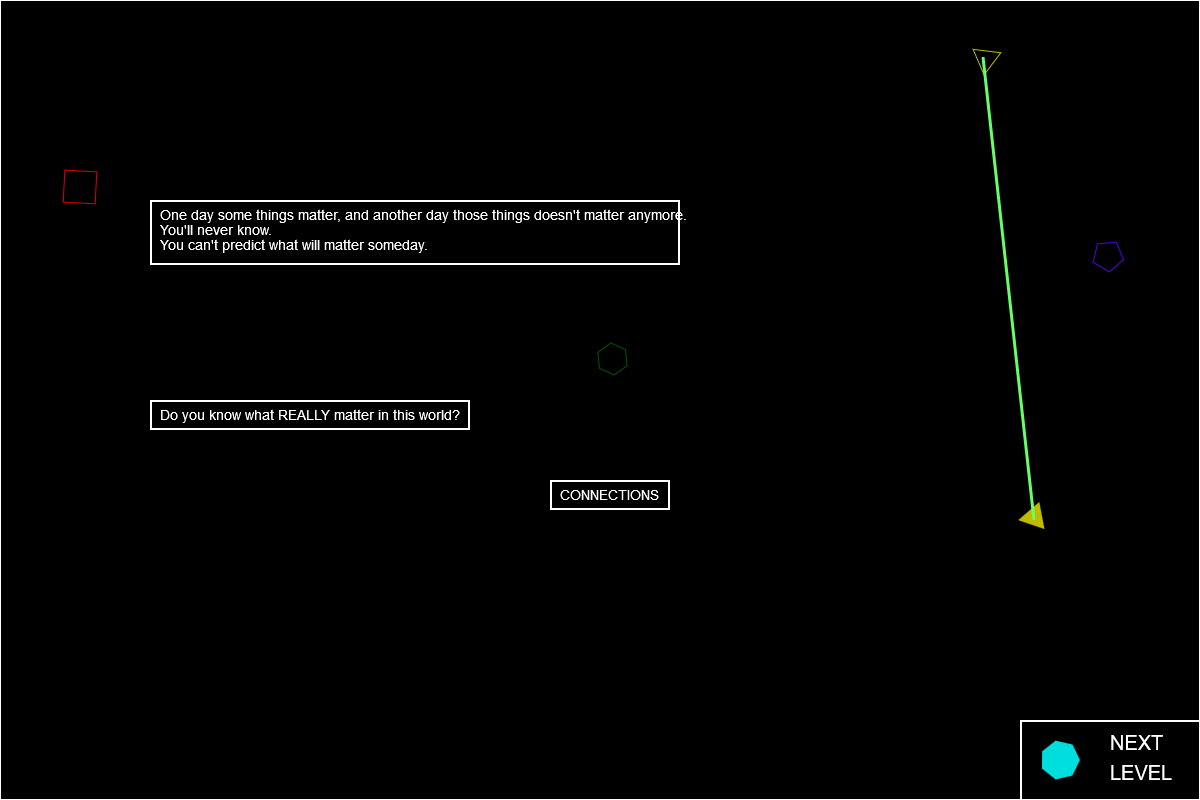 One day some things matter, and another day those things doesn't matter anymore.
You'll never know.
You can't predict what will matter someday.
Do you know what REALLY matter in this world?
CONNECTIONS
NEXT
LEVEL